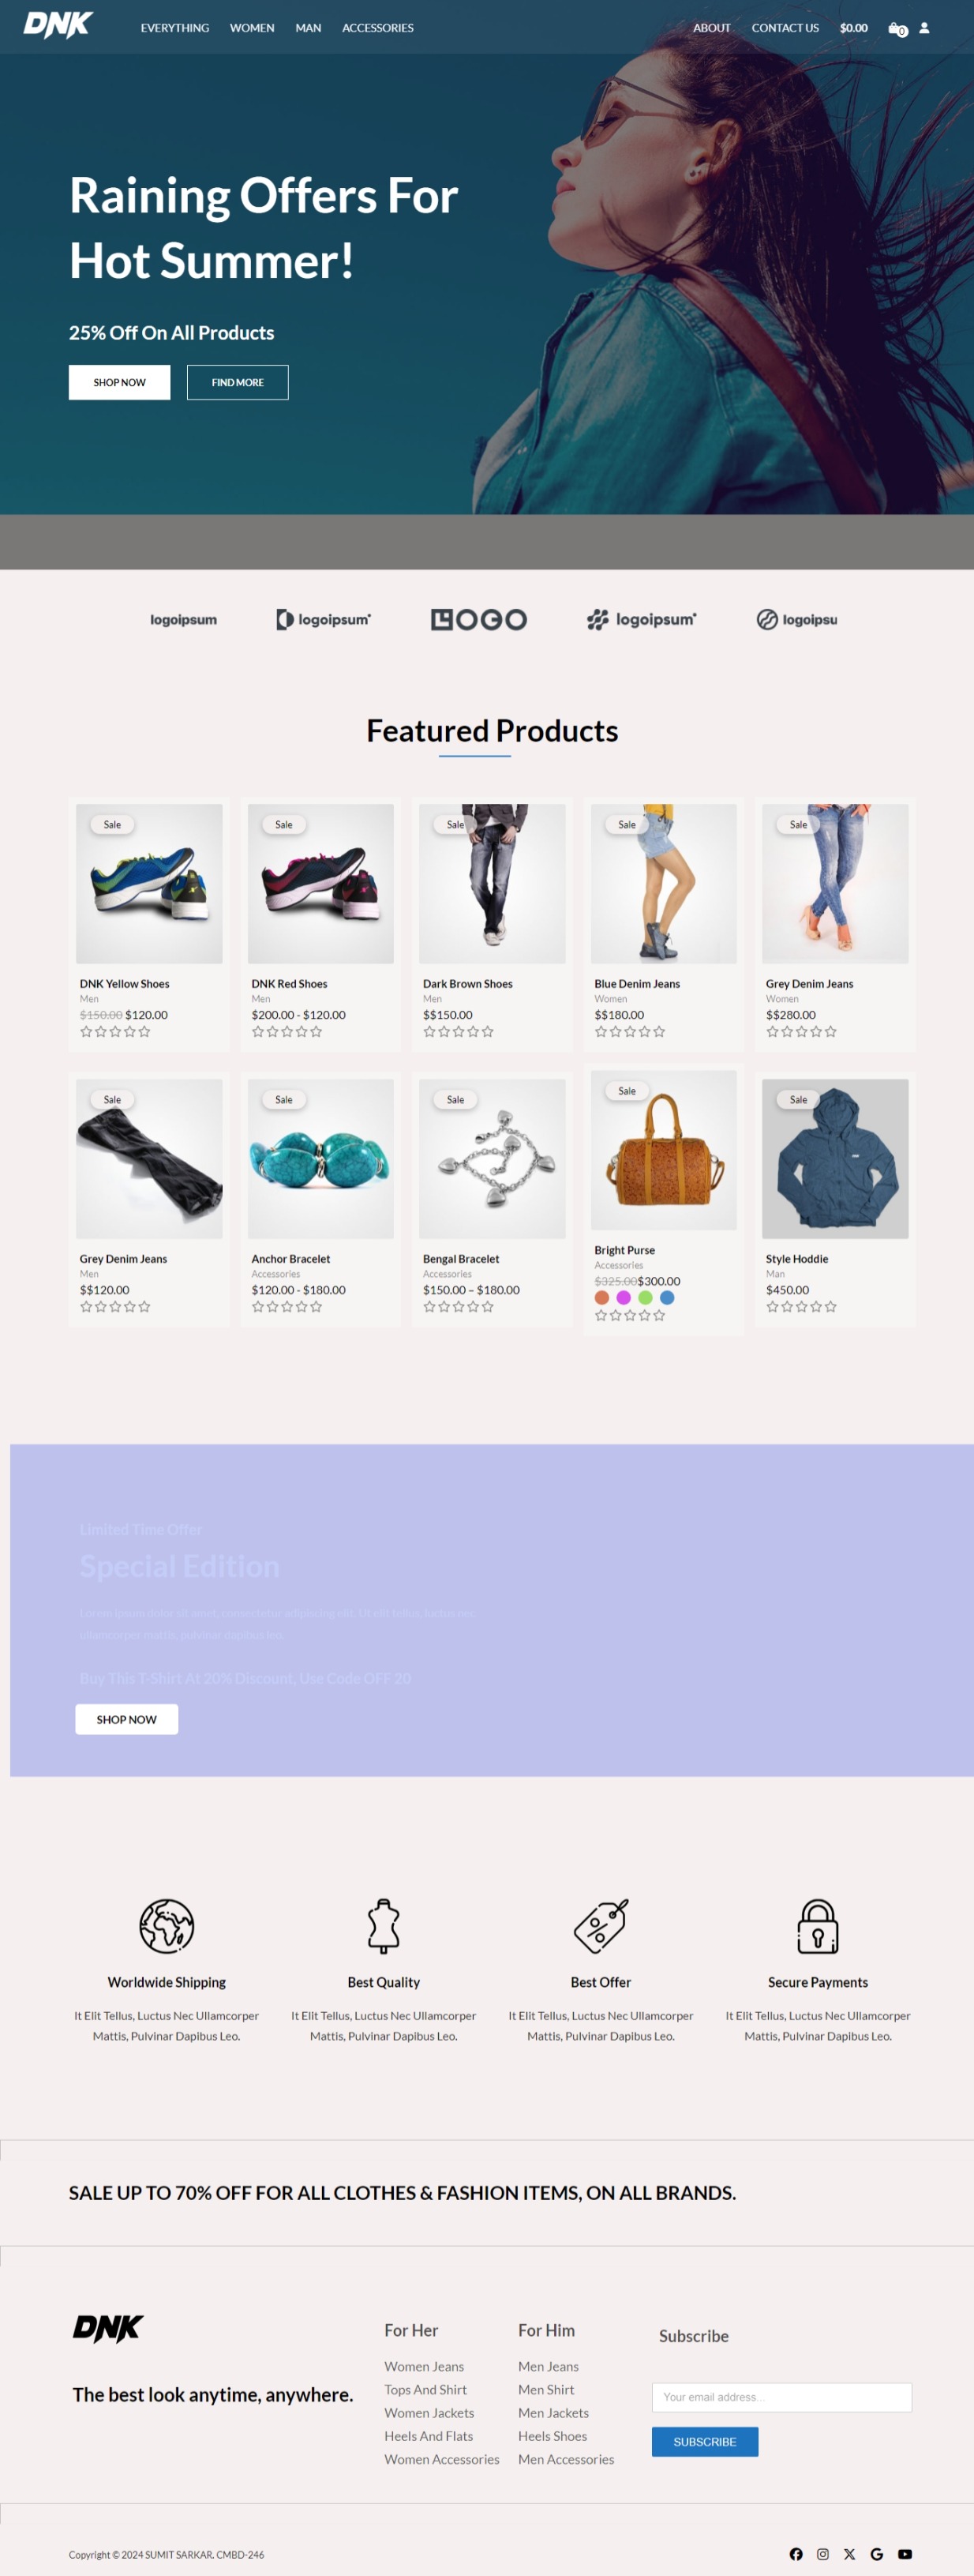 DNK EVERYTHING WOMEN MAN ACCESSORIES ABOUT CONTACT US $0.00 0
Raining Offers For
Hot Summer!
25% Off On All Products
SHOP NOW FIND MORE
logoipsum logoipsum LOGO logoipsum logoipsu
Featured Products
Sale Sale Sale Sale Sale
DNK Yellow Shoes
Men
$150.00 $120.00
DNK Red Shoes
Men
$200.00 - $120.00
Dark Brown Shoes
Men
$$150.00
Blue Denim Jeans
Women
$$180.00
Grey Denim Jeans
Women
$$280.00
Sale Sale Sale Sale Sale
Grey Denim Jeans
Men
$$120.00
Anchor Bracelet
Accessories
$120.00 - $180.00
Bengal Bracelet
Accessories
$150.00 – $180.00
Bright Purse
Accessories
$325.00$300.00
Style Hoddie
Man
$450.00
Limited Time Offer
Special Edition
Lorem ipsum dolor sit amet, consectetur adipiscing elit. Ut elit tellus, luctus nec
ullamcorper mattis, pulvinar dapibus leo.
Buy This T-Shirt At 20% Discount, Use Code OFF 20
SHOP NOW
Worldwide Shipping
It Elit Tellus, Luctus Nec Ullamcorper
Mattis, Pulvinar Dapibus Leo.
Best Quality
It Elit Tellus, Luctus Nec Ullamcorper
Mattis, Pulvinar Dapibus Leo.
Best Offer
It Elit Tellus, Luctus Nec Ullamcorper
Mattis, Pulvinar Dapibus Leo.
Secure Payments
It Elit Tellus, Luctus Nec Ullamcorper
Mattis, Pulvinar Dapibus Leo.
SALE UP TO 70% OFF FOR ALL CLOTHES & FASHION ITEMS, ON ALL BRANDS.
DNK
The best look anytime, anywhere.
For Her
Women Jeans
Tops And Shirt
Women Jackets
Heels And Flats
Women Accessories
For Him
Men Jeans
Men Shirt
Men Jackets
Heels Shoes
Men Accessories
Subscribe
Your email address...
SUBSCRIBE
Copyright © 2024 SUMIT SARKAR. CMBD-246